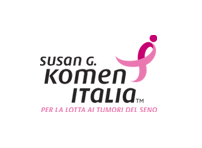 SUSAN G.
Komen
ITALIA™
PER LA LOTTA AI TUMORI DEL SENO